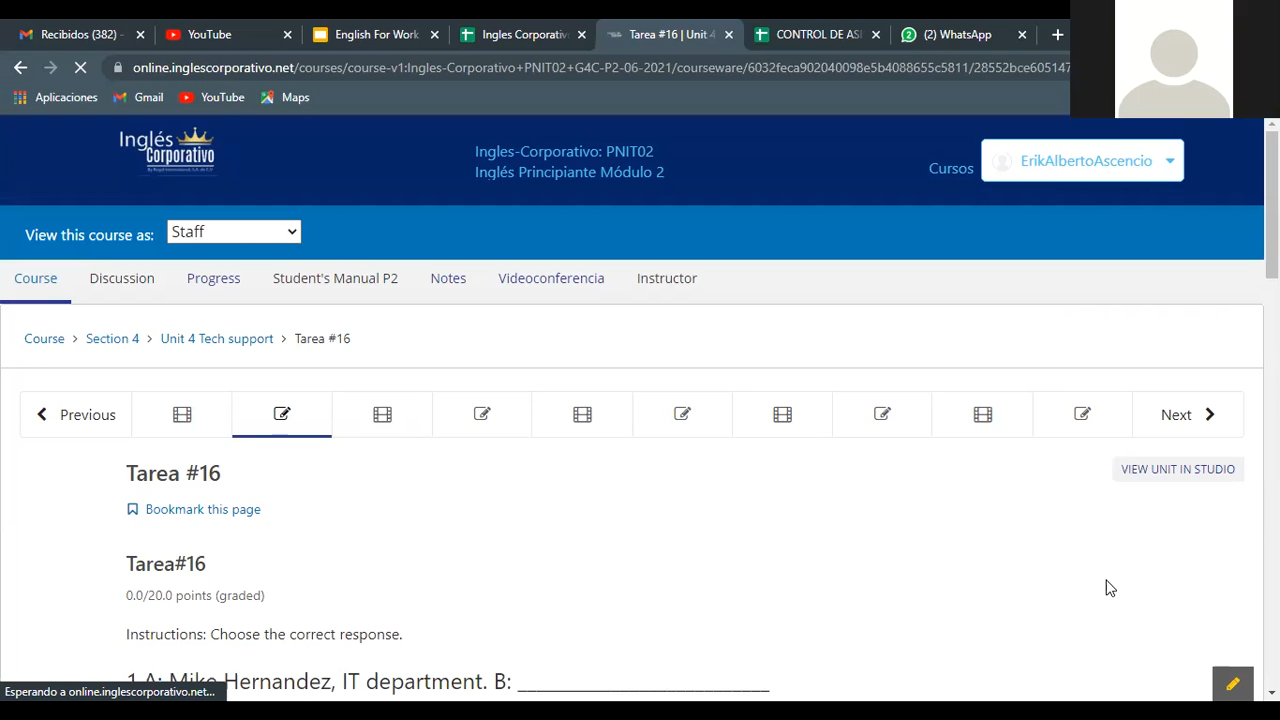 Recibidos (382) -
YouTube
English For Work
Ingles Corporativ
Tarea #16 | Unit 4
CONTROL DE ASI
(2) WhatsApp
online.inglescorporativo.net/courses/course-v1:Ingles-Corporativo+PNIT02+G4C-P2-06-2021/courseware/6032feca902040098e5b4088655c5811/28552bce605147
Aplicaciones
Gmail
YouTube
Maps
Inglés
Corporativo
Ingles-Corporativo: PNIT02
Inglés Principiante Módulo 2
Cursos
ErikAlbertoAscencio
View this course as:
Staff
Course
Discussion
Progress
Student's Manual P2
Notes
Videoconferencia
Instructor
Course > Section 4 > Unit 4 Tech support > Tarea #16
Previous
Next
Tarea #16
VIEW UNIT IN STUDIO
Bookmark this page
Tarea#16
0.0/20.0 points (graded)
Instructions: Choose the correct response.
1 A: Mike Hernandez, IT department. B: ___________________________
Esperando a online.inglescorporativo.net...